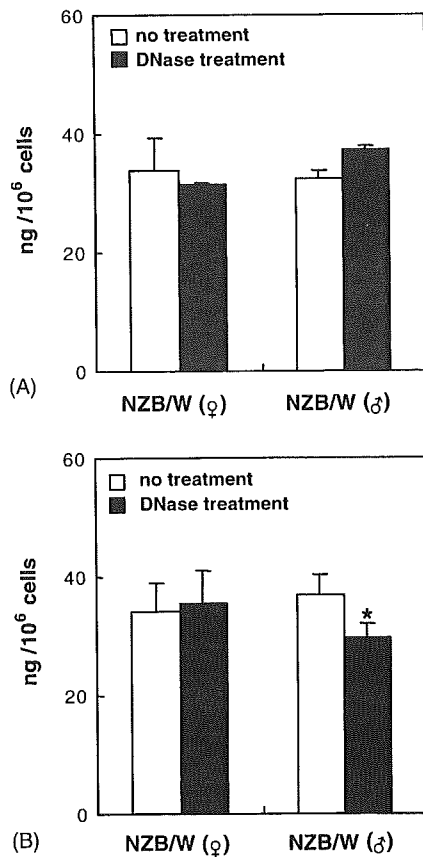 60
no treatment
DNase treatment
40
20
0
ng /10⁶ cells
NZB/W (♀) NZB/W (♂)
(A)
60
no treatment
DNase treatment
40
*
20
0
ng /10⁶ cells
NZB/W (♀) NZB/W (♂)
(B)